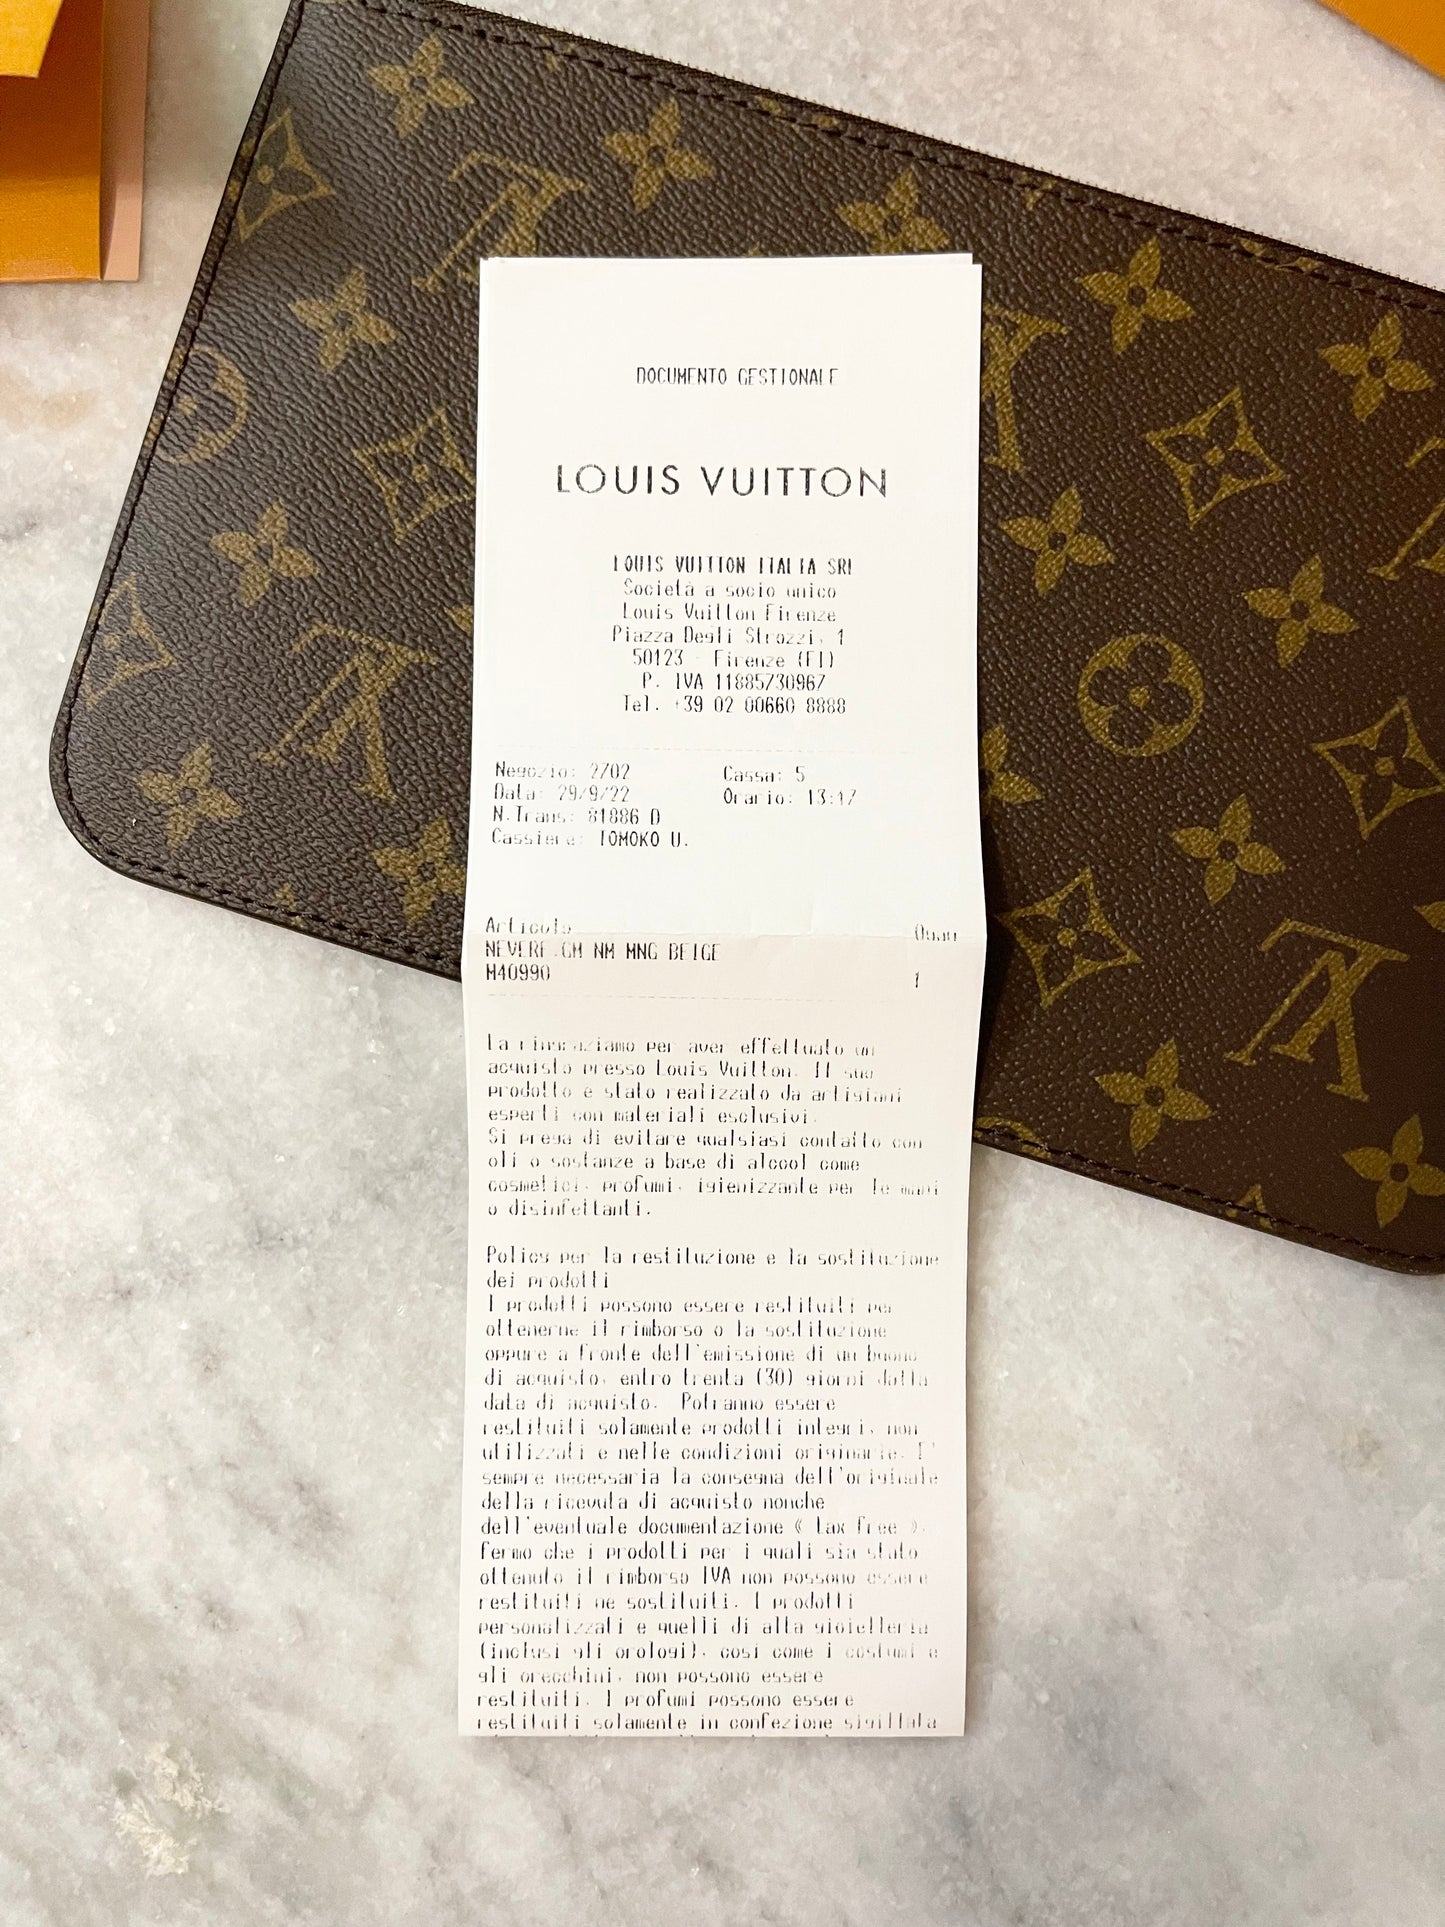 DOCUMENTO GESTIONALE
LOUIS VUITTON
LOUIS VUITTON ITALIA SRL
Società a socio unico
Louis Vuitton Firenze
Piazza Degli Strozzi, 1
50123 - Firenze (FI)
P. IVA 11885730967
Tel. +39 02 00660 8888
Negozio: 2702 Cassa: 5
Data: 29/9/22 Orario: 13:17
N.Trans: 81886 D
Cassiere: TOMOKO U.
Articolo Quan
NEVERF.GM NM MNG BEIGE
M40990 1
La ringraziamo per aver effettuato un
acquisto presso Louis Vuitton. Il suo
prodotto e stato realizzato da artigiani
esperti con materiali esclusivi.
Si prega di evitare qualsiasi contatto con
oli o sostanze a base di alcool come
cosmetici, profumi, igienizzante per le mani
o disinfettanti.
Policy per la restituzione e la sostituzione
dei prodotti
I prodotti possono essere restituiti per
ottenerne il rimborso o la sostituzione
oppure a fronte dell'emissione di un buono
di acquisto, entro trenta (30) giorni dalla
data di acquisto. Potranno essere
restituiti solamente prodotti integri, non
utilizzati e nelle condizioni originarie. E'
sempre necessaria la consegna dell'originale
della ricevuta di acquisto nonche
dell'eventuale documentazione « tax free »,
fermo che i prodotti per i quali sia stato
ottenuto il rimborso IVA non possono essere
restituiti ne sostituiti. I prodotti
personalizzati e quelli di alta gioielleria
(inclusi gli orologi), cosi come i costumi e
gli orecchini, non possono essere
restituiti. I profumi possono essere
restituiti solamente in confezione sigillata